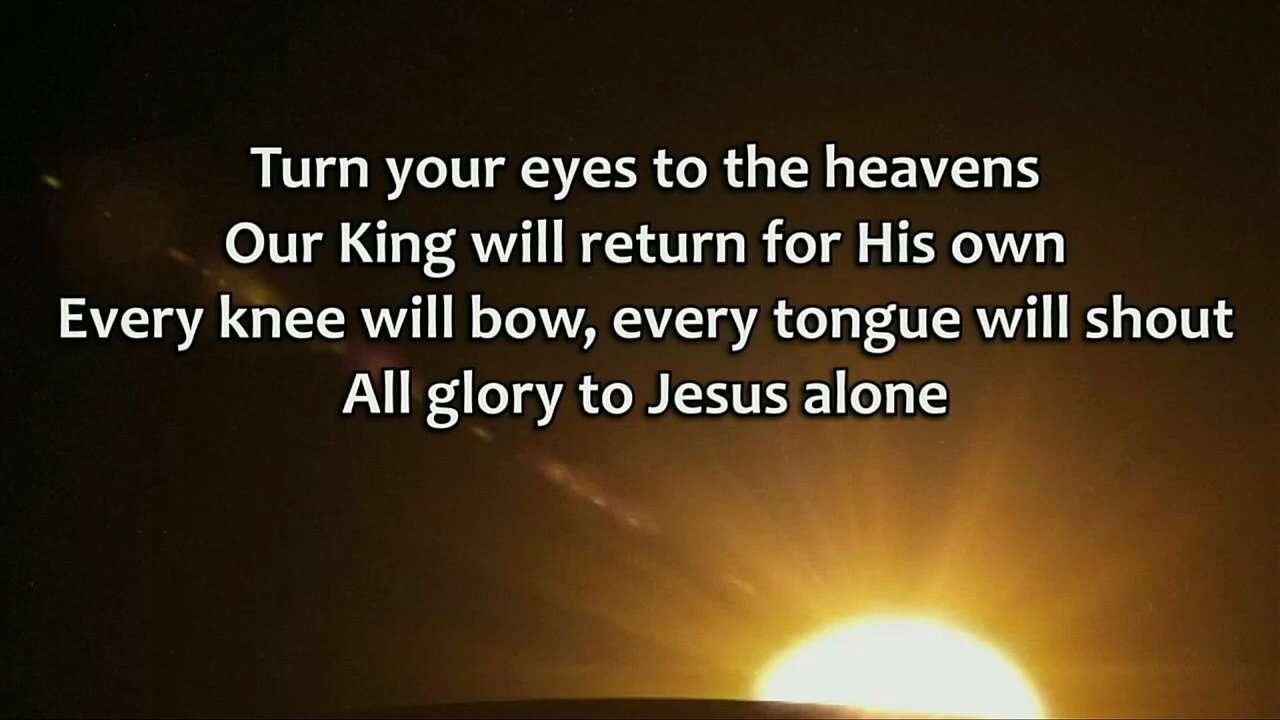 Turn your eyes to the heavens
Our King will return for His own
Every knee will bow, every tongue will shout
All glory to Jesus alone